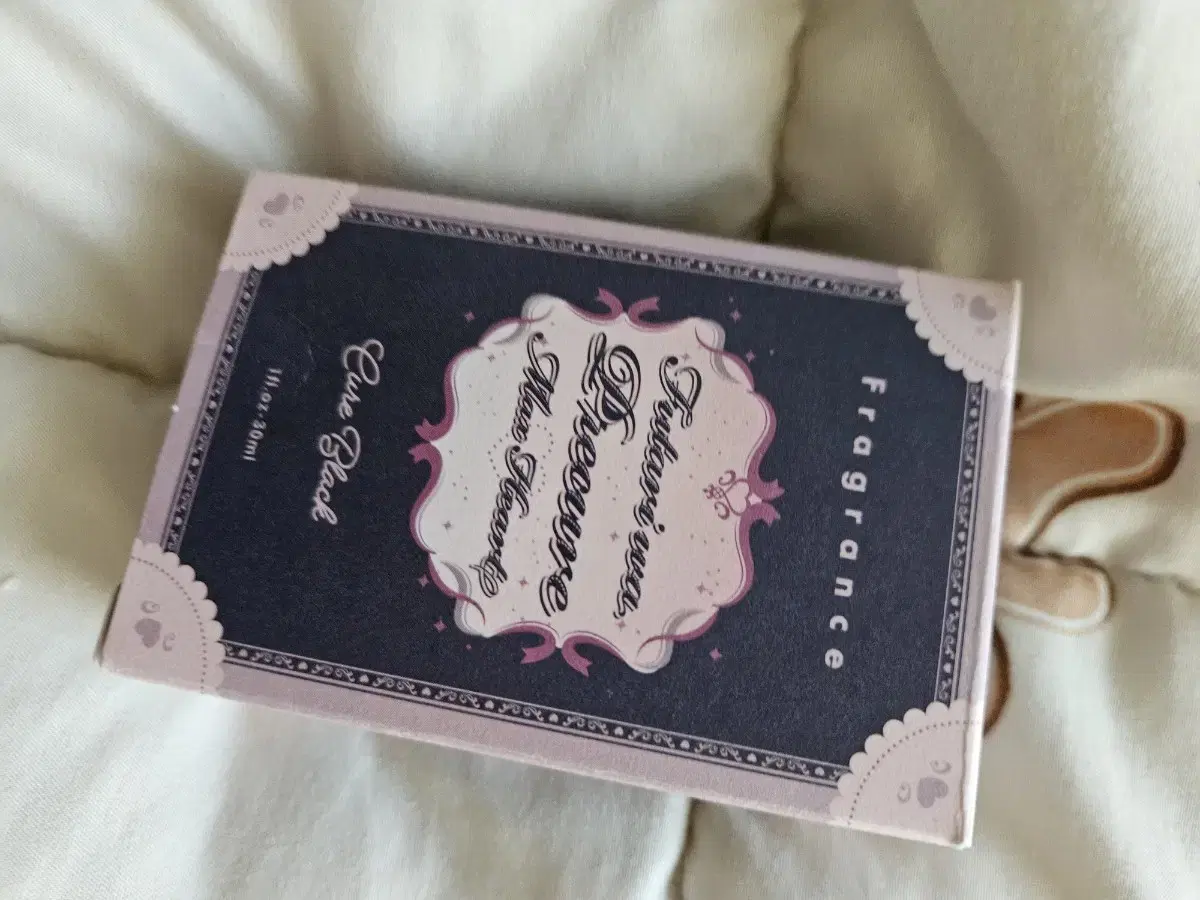 Fragrance
Futari wa
Precure
Max Heart
Cure Black
1fl.oz.30ml